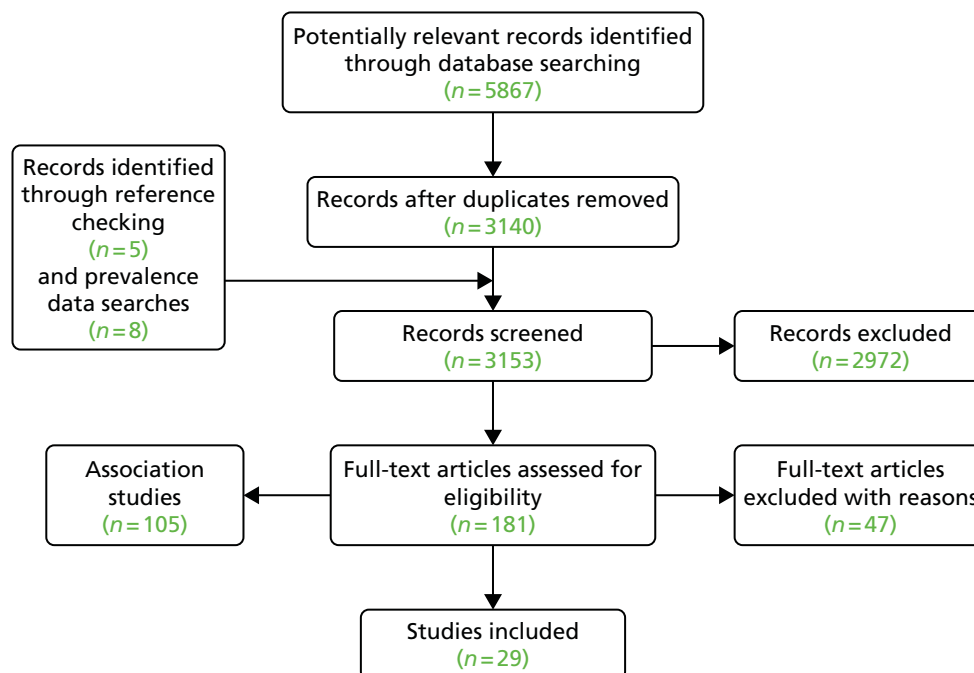 Potentially relevant records identified
through database searching
(n=5867)
Records identified
through reference
checking
(n=5)
and prevalence
data searches
(n=8)
Records after duplicates removed
(n=3140)
Records screened
(n=3153)
Records excluded
(n=2972)
Association
studies
(n=105)
Full-text articles assessed for
eligibility
(n=181)
Full-text articles
excluded with reasons
(n=47)
Studies included
(n=29)